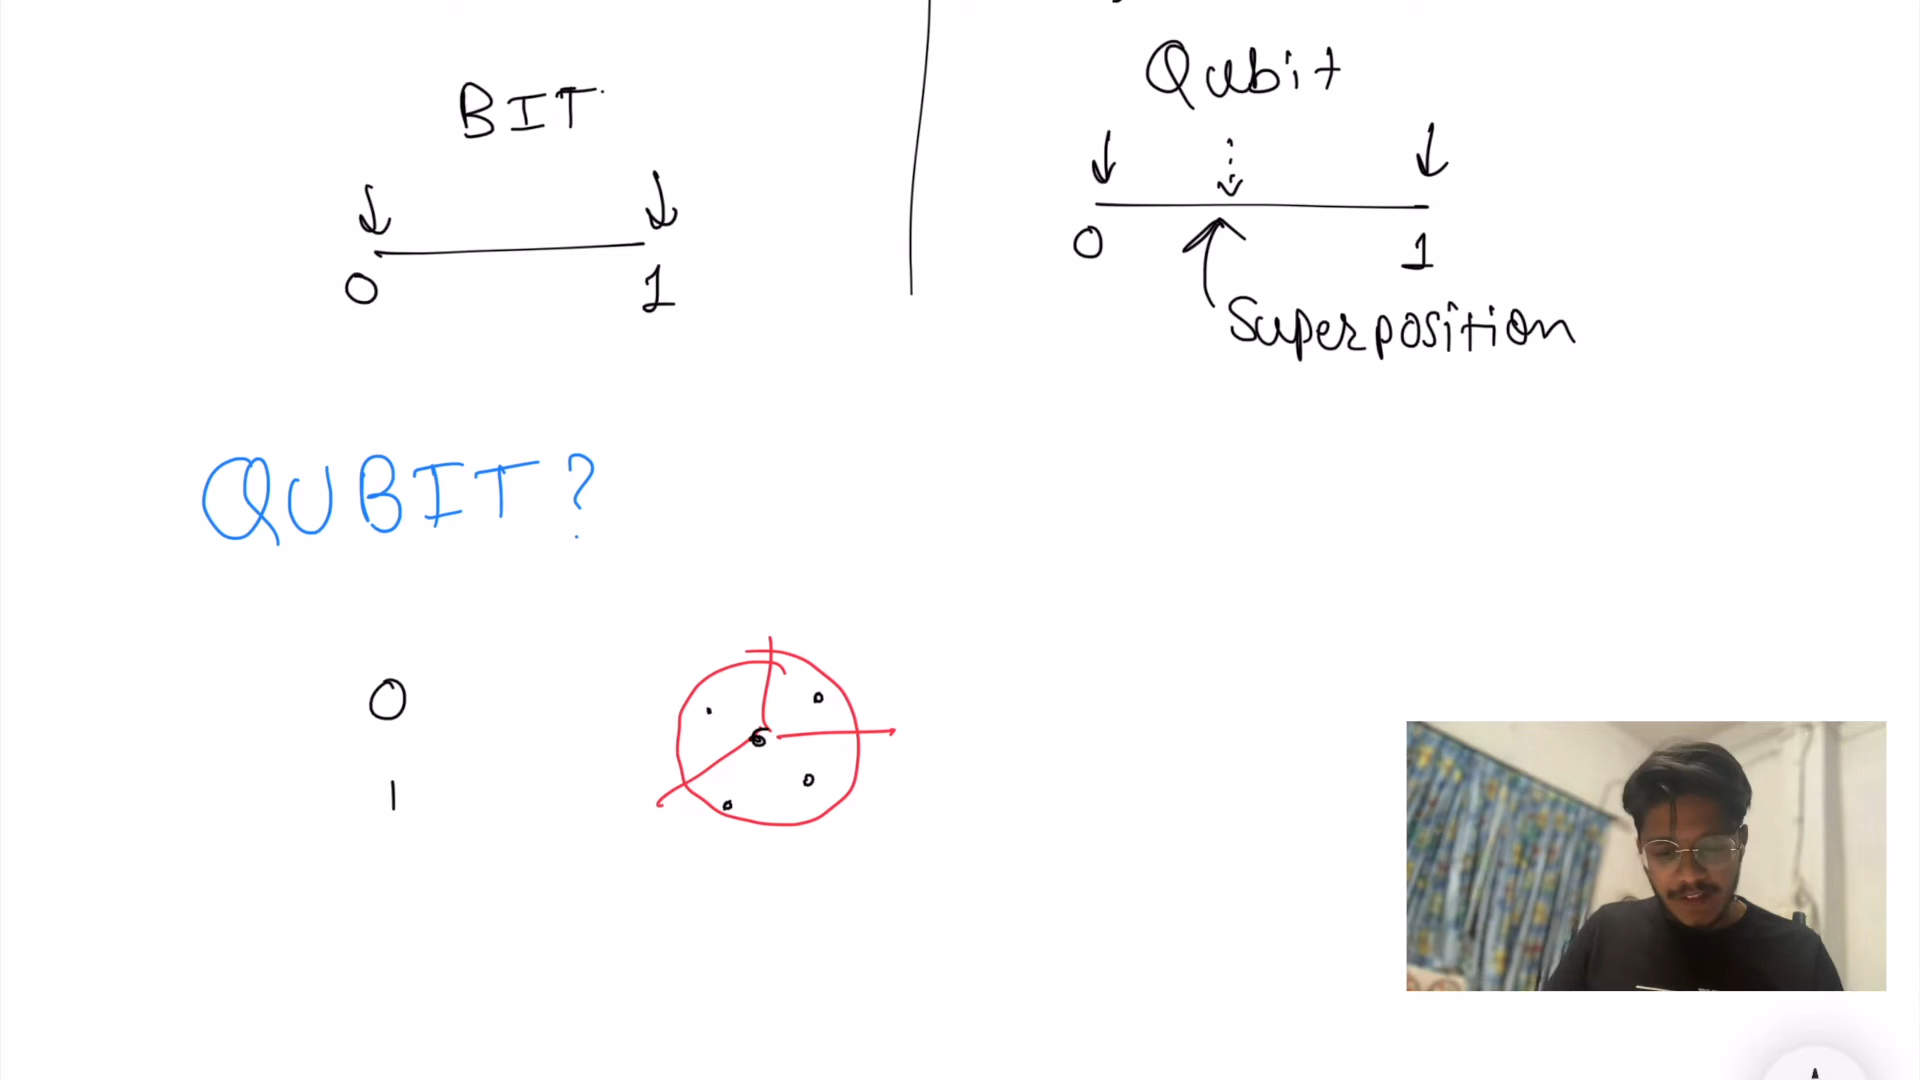 BIT
0 1
Qubit
0 1
Superposition
QUBIT?
0
1